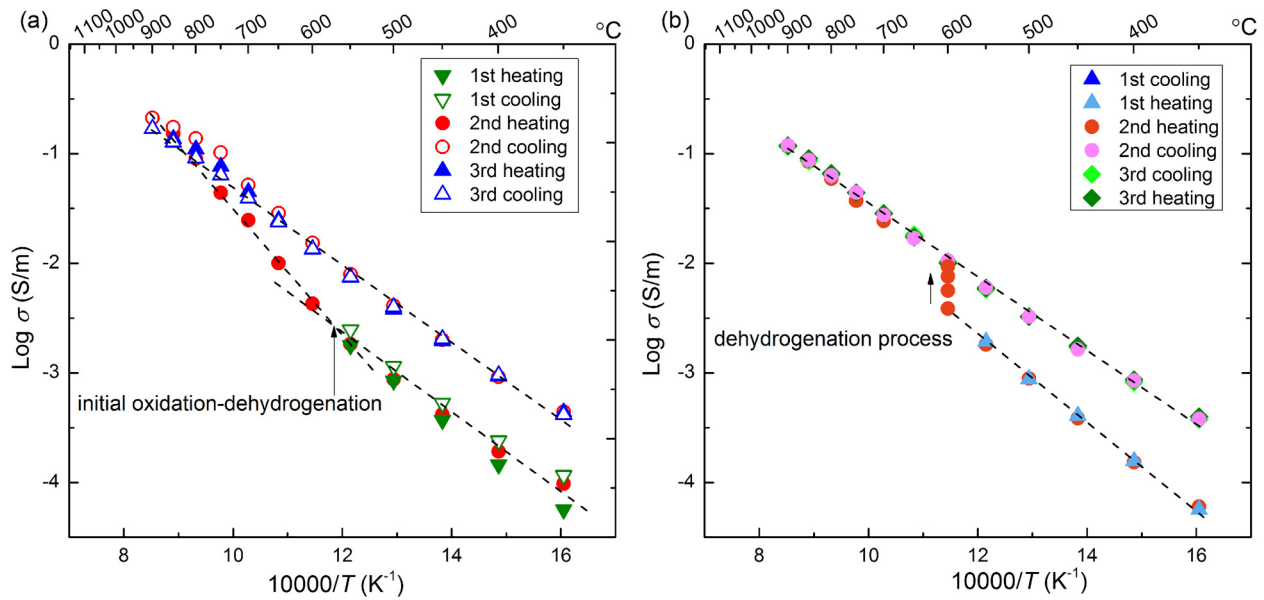 (a)
1100 1000 900 800 700 600 500 400 °C
0
-1
-2
-3
-4
Log σ (S/m)
1st heating
1st cooling
2nd heating
2nd cooling
3rd heating
3rd cooling
initial oxidation-dehydrogenation
8 10 12 14 16
10000/T (K⁻¹)
(b)
1100 1000 900 800 700 600 500 400 °C
0
-1
-2
-3
-4
Log σ (S/m)
1st cooling
1st heating
2nd heating
2nd cooling
3rd cooling
3rd heating
dehydrogenation process
8 10 12 14 16
10000/T (K⁻¹)